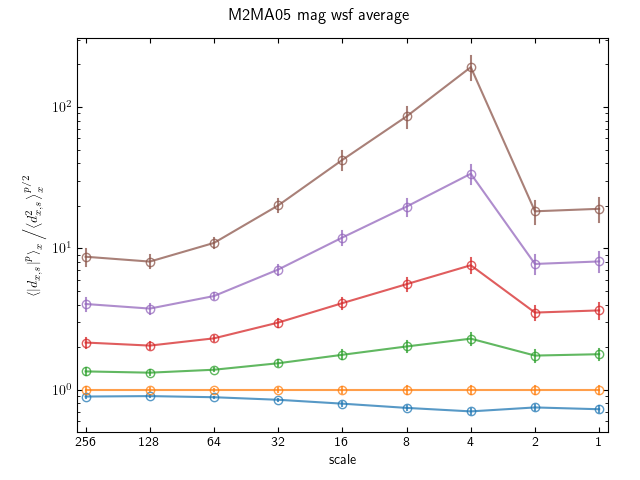 M2MA05 mag wsf average
⟨|d_{x,s}|^p⟩_x / ⟨d_{x,s}^2⟩_x^{p/2}
10^2
10^1
10^0
256 128 64 32 16 8 4 2 1
scale